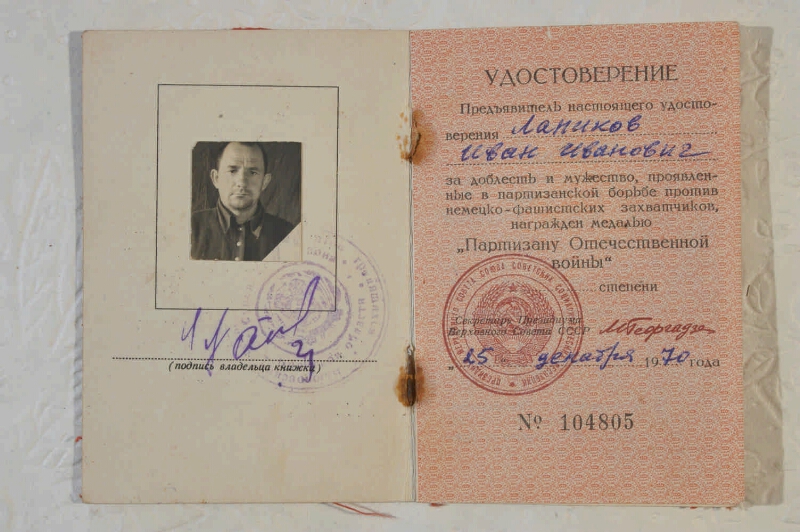 (подпись владельца книжки)
УДОСТОВЕРЕНИЕ
Предъявитель настоящего удосто-
верения Лапиков
Иван Иванович
за доблесть и мужество, проявлен-
ные в партизанской борьбе против
немецко-фашистских захватчиков,
награжден медалью
„Партизану Отечественной
войны“
степени
Секретарь Президиума
Верховного Совета СССР М. Георгадзе
„25 декабря 1970 года
№ 104805